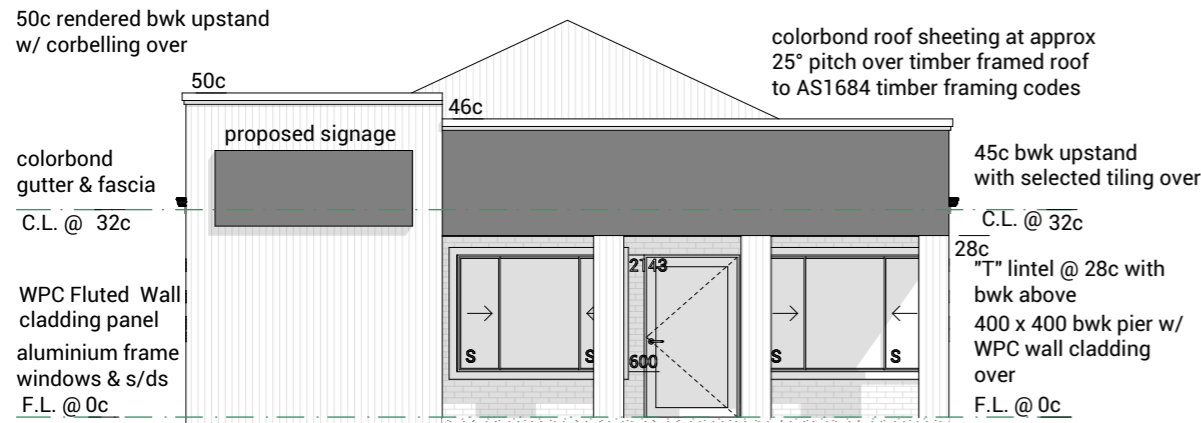 50c rendered bwk upstand
w/ corbelling over
colorbond roof sheeting at approx
25° pitch over timber framed roof
to AS1684 timber framing codes
50c
46c
proposed signage
colorbond
gutter & fascia
C.L. @ 32c
45c bwk upstand
with selected tiling over
C.L. @ 32c
28c
2143
"T" lintel @ 28c with
bwk above
WPC Fluted Wall
cladding panel
400 x 400 bwk pier w/
WPC wall cladding
over
aluminium frame
windows & s/ds
S
S
600
S
S
F.L. @ 0c
F.L. @ 0c